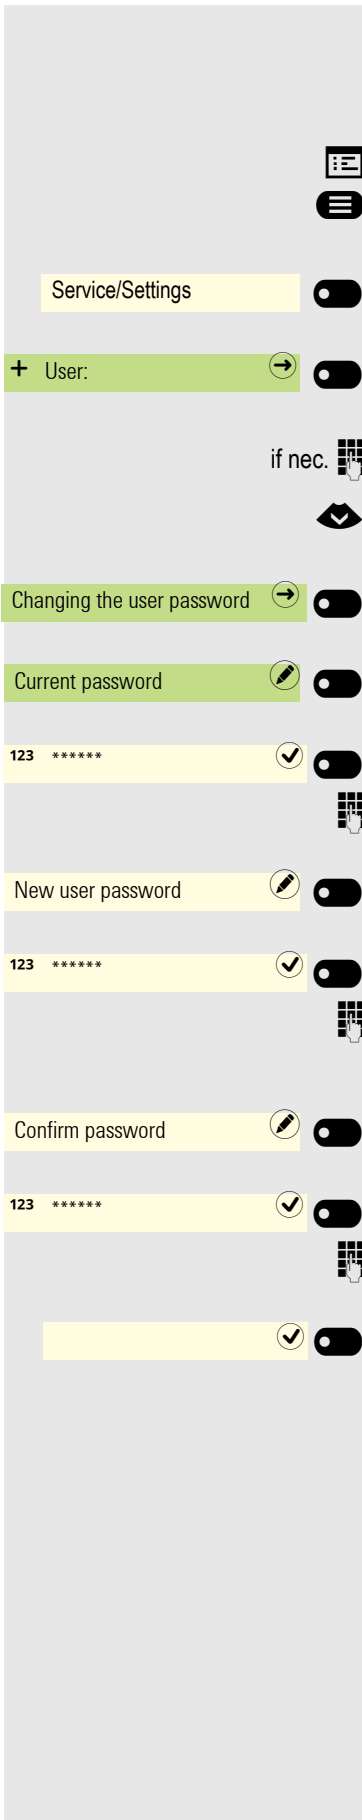 Service/Settings
+ User:
if nec.
Changing the user password
Current password
123 ******
New user password
123 ******
Confirm password
123 ******